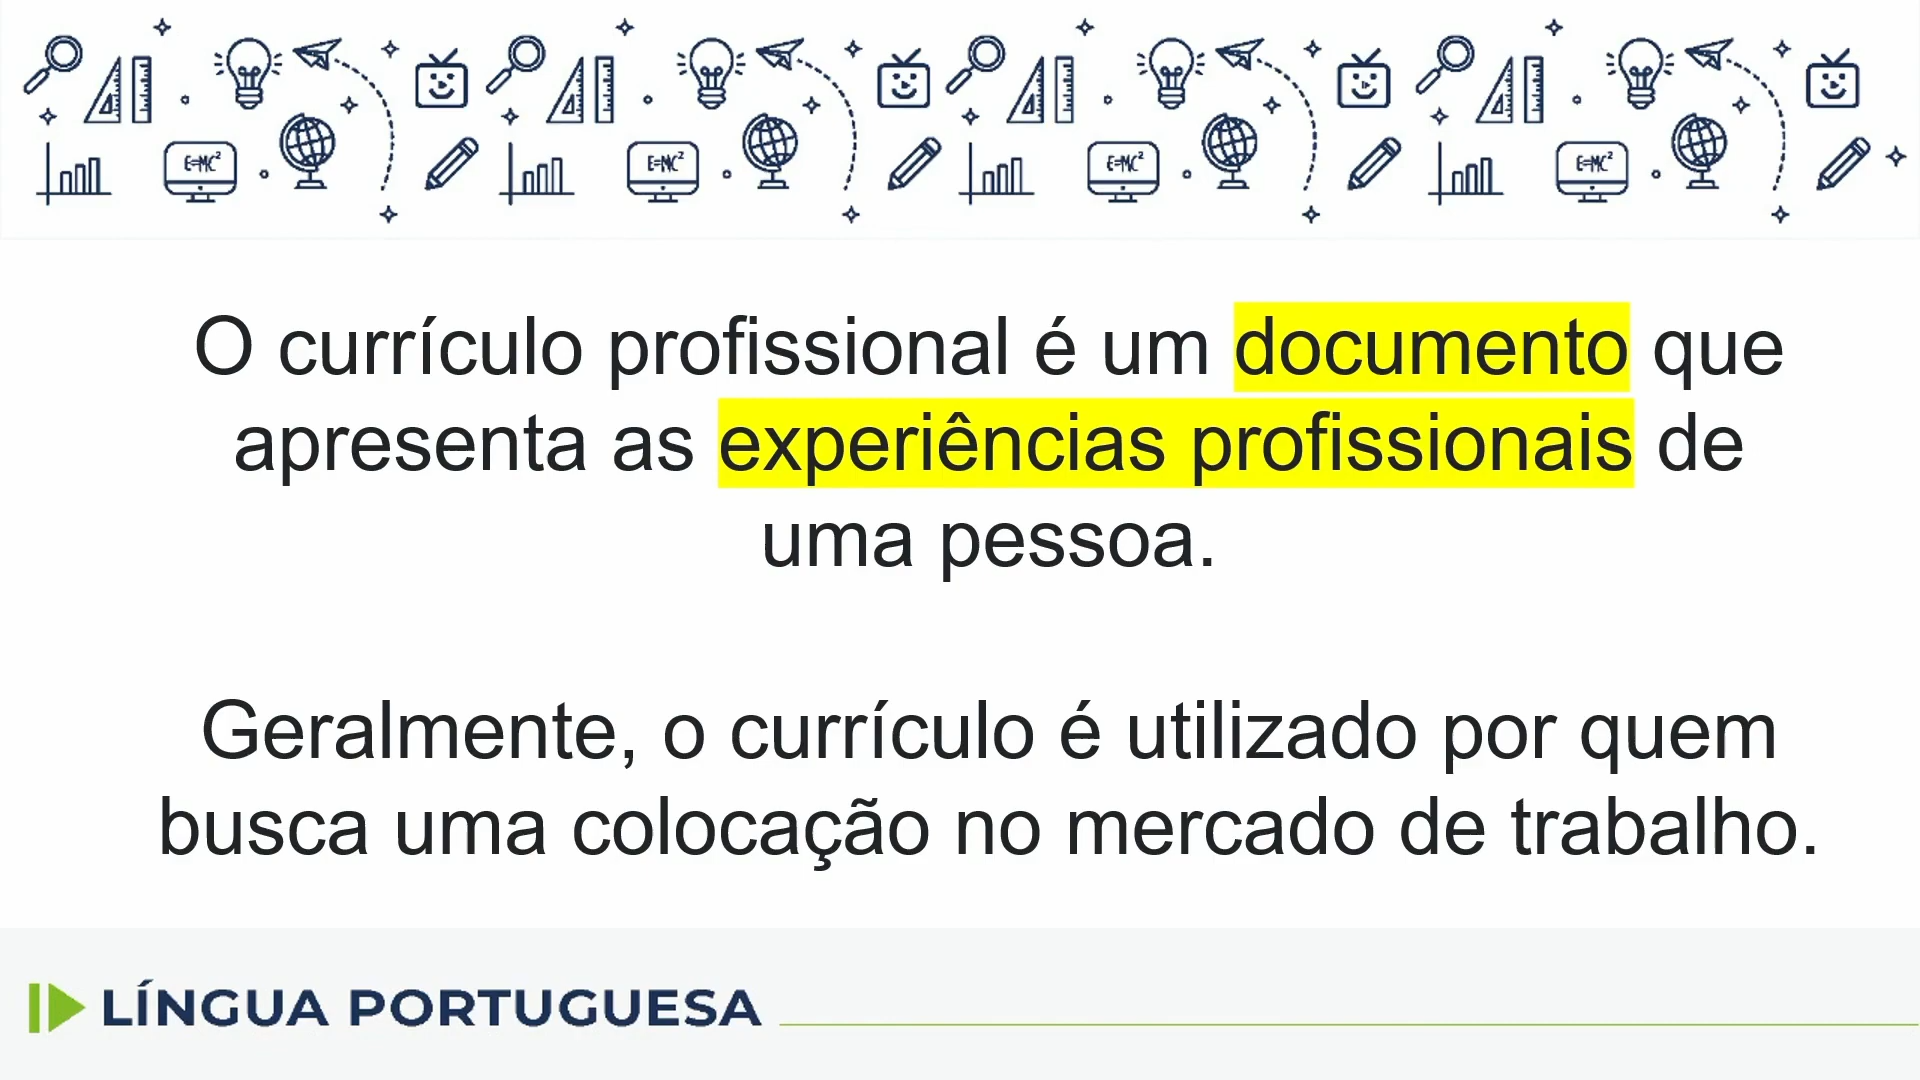 E=MC² E=MC² E=MC² E=MC²
O currículo profissional é um documento que
apresenta as experiências profissionais de
uma pessoa.
Geralmente, o currículo é utilizado por quem
busca uma colocação no mercado de trabalho.
LÍNGUA PORTUGUESA